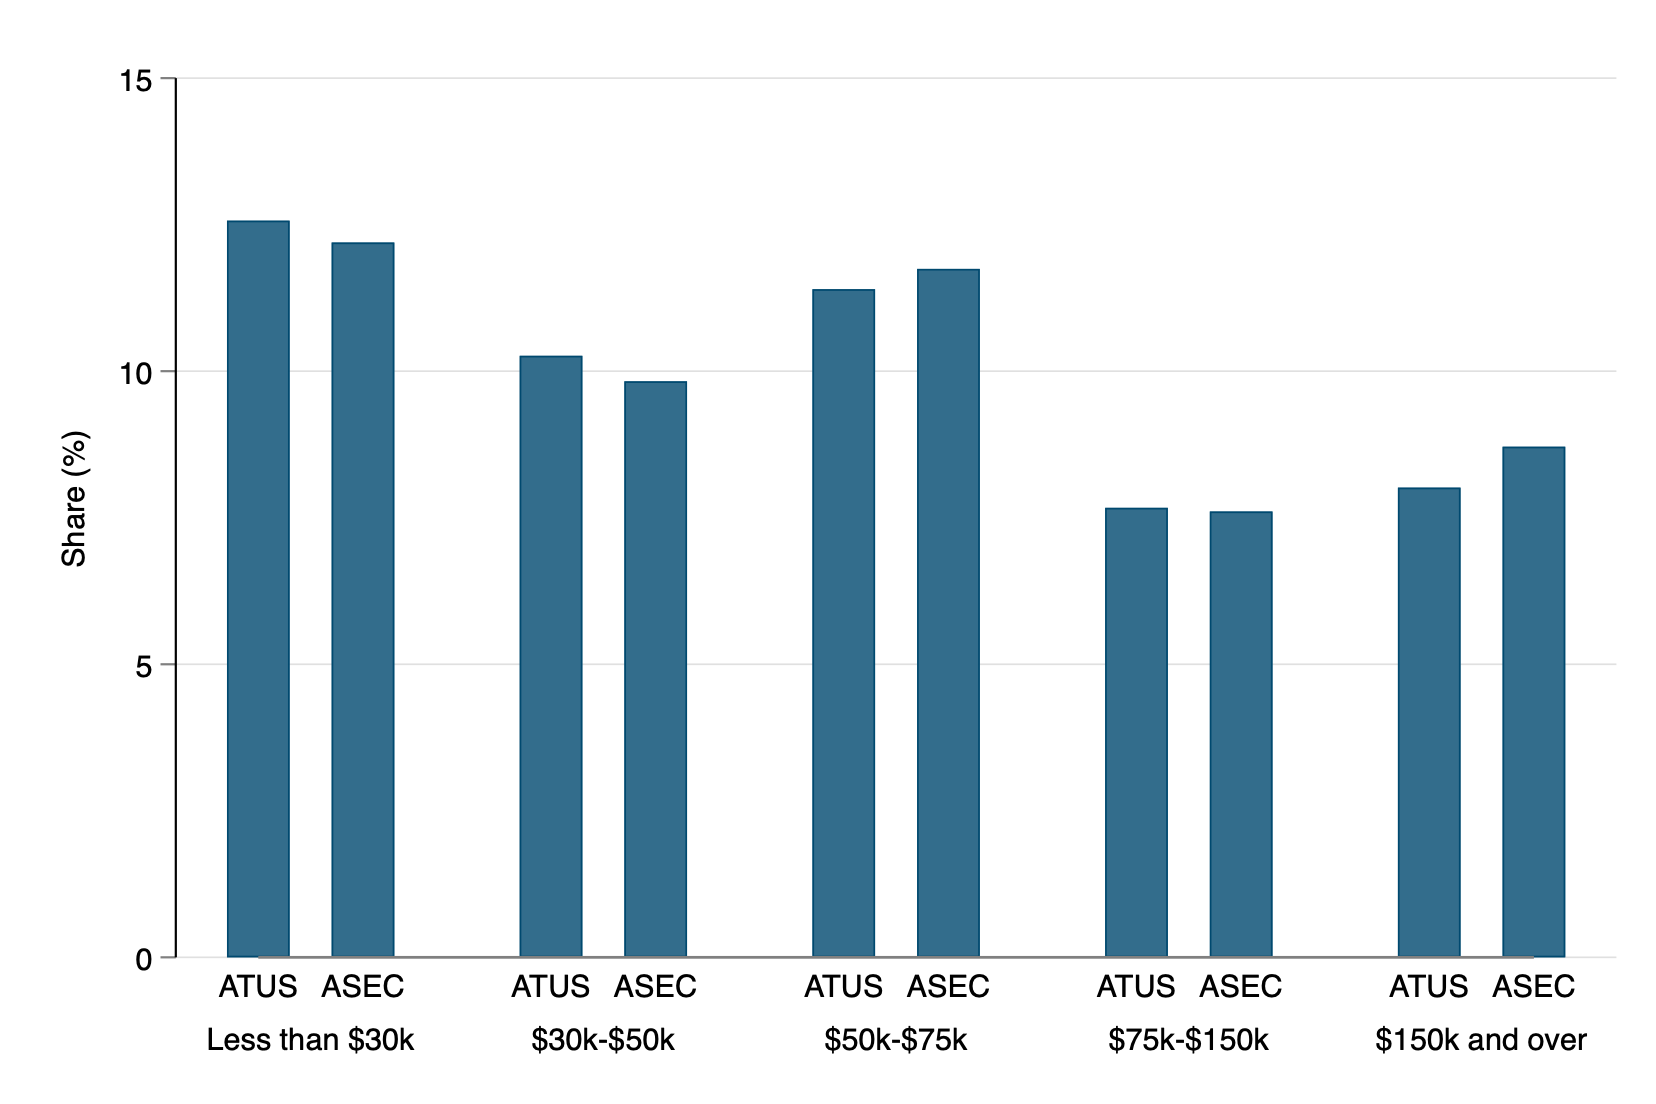 15
10
5
0
Share (%)
ATUS ASEC ATUS ASEC ATUS ASEC ATUS ASEC ATUS ASEC
Less than $30k $30k-$50k $50k-$75k $75k-$150k $150k and over